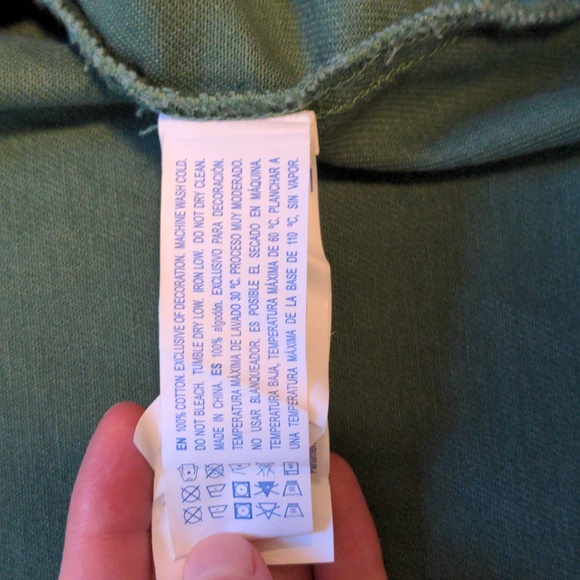 EN 100% COTTON. EXCLUSIVE OF DECORATION. MACHINE WASH COLD.
DO NOT BLEACH. TUMBLE DRY LOW. IRON LOW. DO NOT DRY CLEAN.
MADE IN CHINA. ES 100% algodón. EXCLUSIVO PARA DECORACIÓN.
TEMPERATURA MÁXIMA DE LAVADO 30 ºC. PROCESO MUY MODERADO.
NO USAR BLANQUEADOR. ES POSIBLE EL SECADO EN MÁQUINA
TEMPERATURA BAJA, TEMPERATURA MÁXIMA DE 60 ºC. PLANCHAR A
UNA TEMPERATURA MÁXIMA DE LA BASE DE 110 ºC, SIN VAPOR.